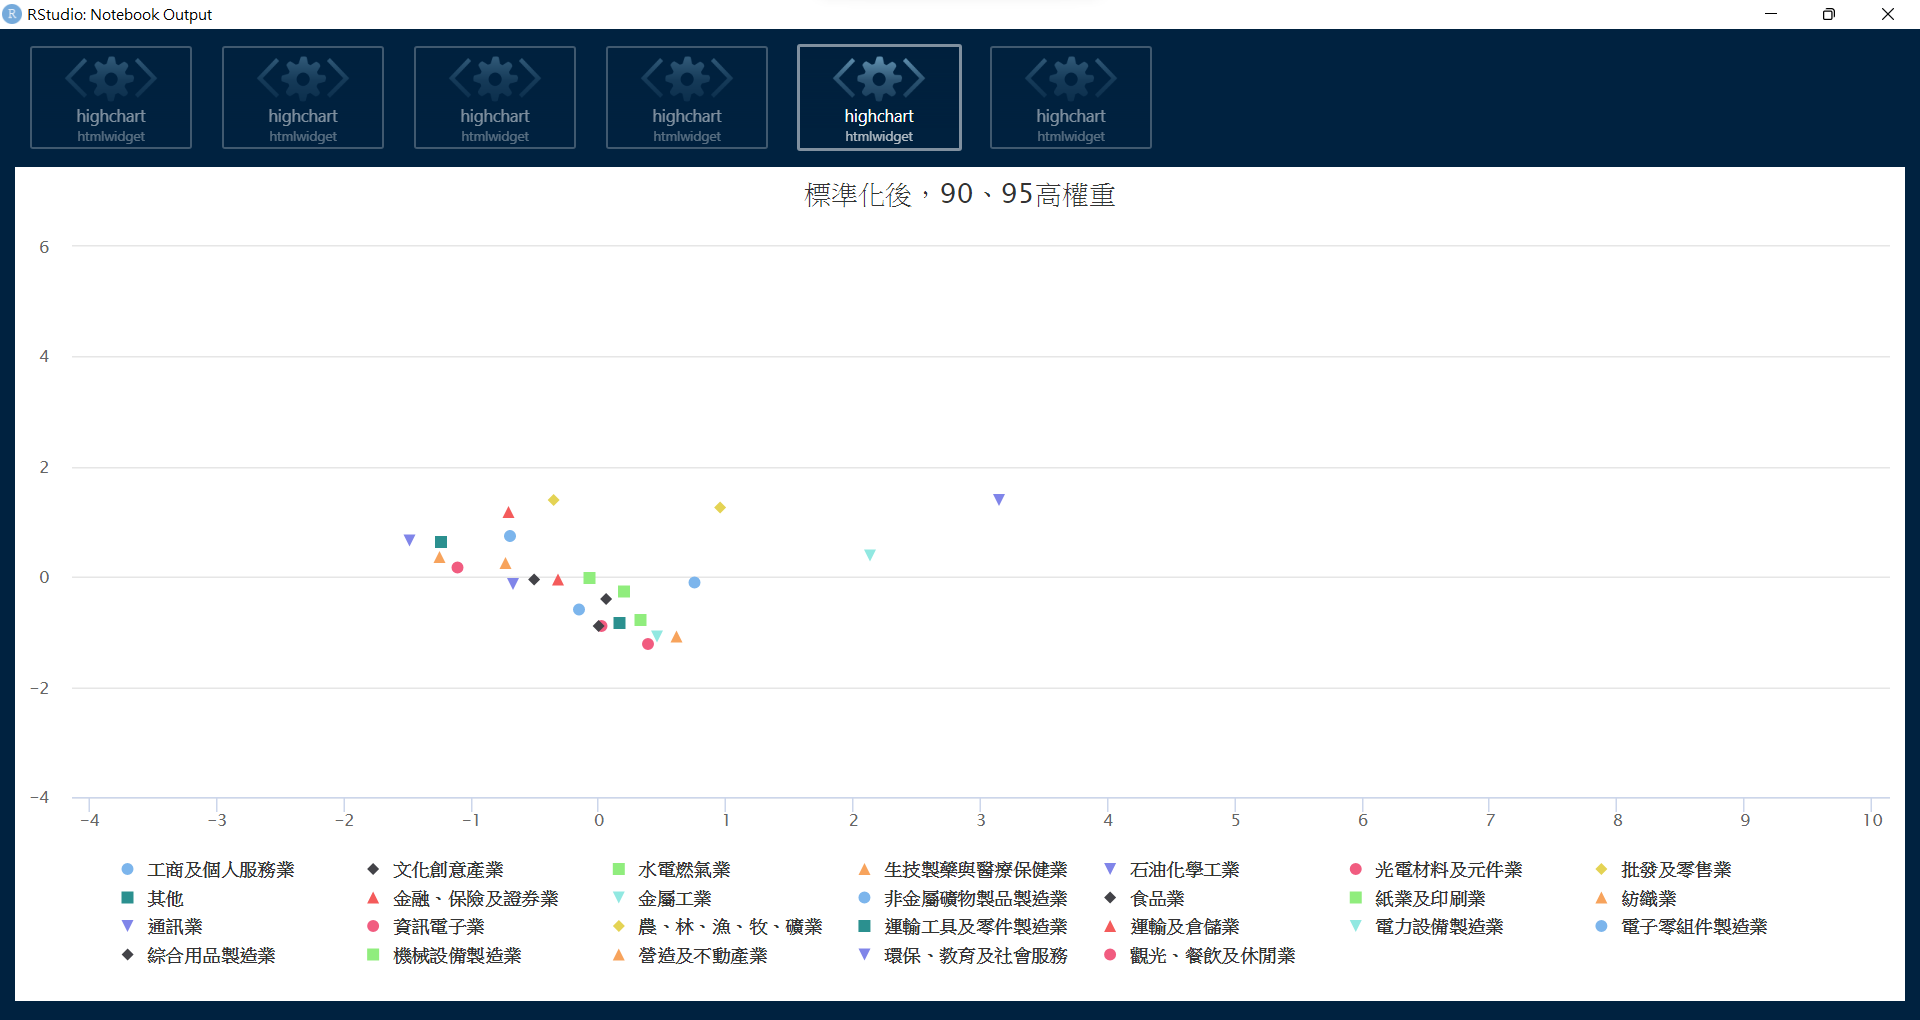 RStudio: Notebook Output
highchart
htmlwidget
highchart
htmlwidget
highchart
htmlwidget
highchart
htmlwidget
highchart
htmlwidget
highchart
htmlwidget
標準化後，90、95高權重
6
4
2
0
-2
-4
-4 -3 -2 -1 0 1 2 3 4 5 6 7 8 9 10
工商及個人服務業 文化創意產業 水電燃氣業 生技製藥與醫療保健業 石油化學工業 光電材料及元件業 批發及零售業
其他 金融、保險及證券業 金屬工業 非金屬礦物製品製造業 食品業 紙業及印刷業 紡織業
通訊業 資訊電子業 農、林、漁、牧、礦業 運輸工具及零件製造業 運輸及倉儲業 電力設備製造業 電子零組件製造業
綜合用品製造業 機械設備製造業 營造及不動產業 環保、教育及社會服務 觀光、餐飲及休閒業